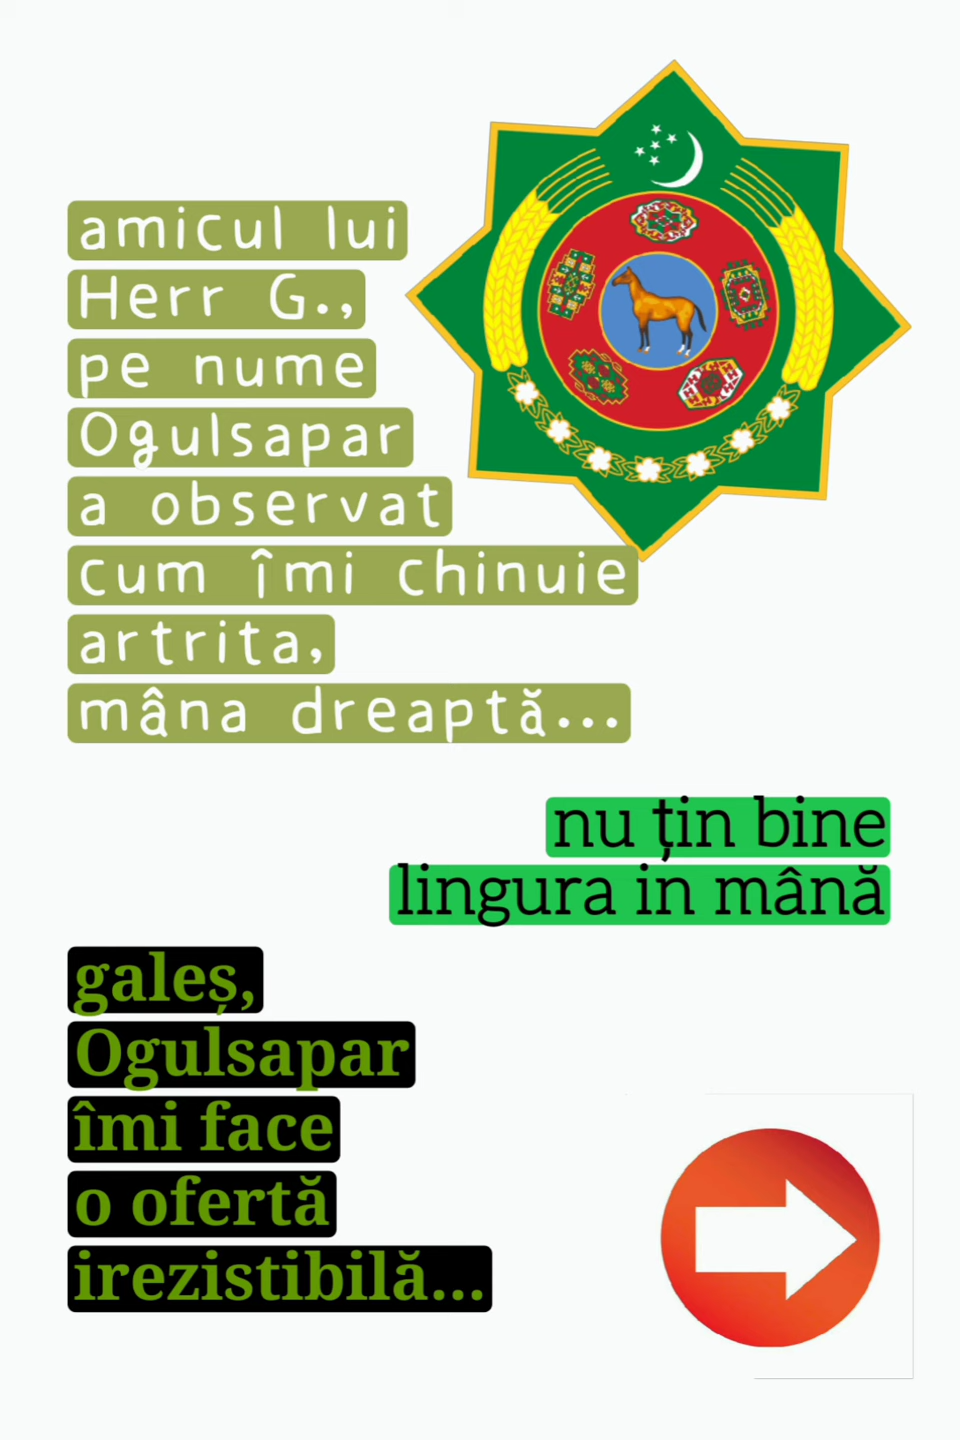 amicul lui
Herr G.,
pe nume
Ogulsapar
a observat
cum îmi chinuie
artrita,
mâna dreaptă...
nu țin bine
lingura in mână
galeș,
Ogulsapar
îmi face
o ofertă
irezistibilă...